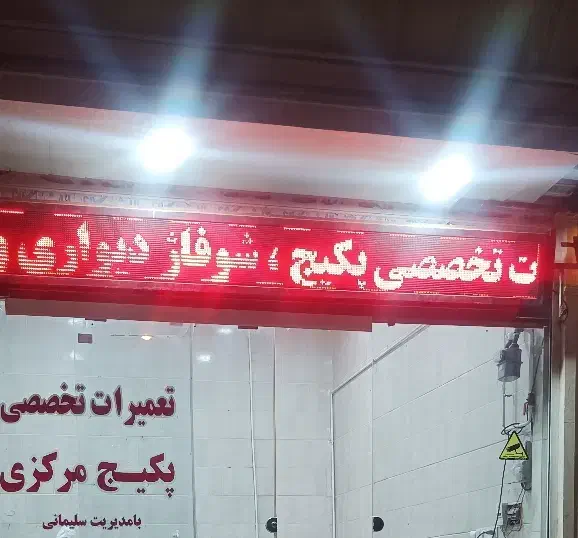 ت تخصصی پکیج ، شوفاژ دیواری و
تعمیرات تخصصی
پکیج مرکزی
بامدیریت سلیمانی